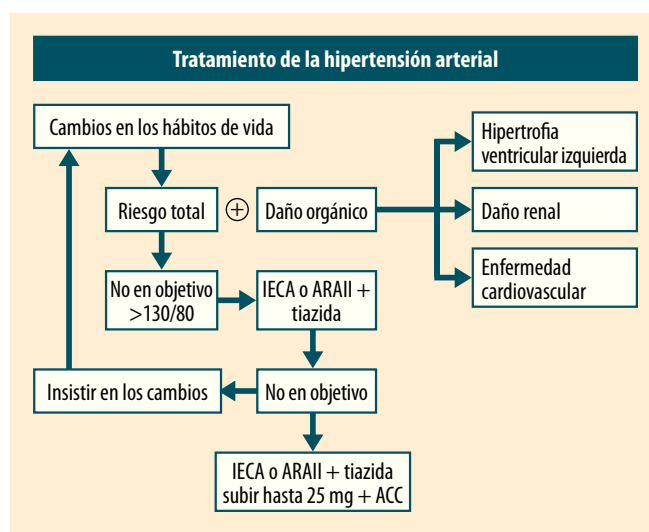 Tratamiento de la hipertensión arterial
Cambios en los hábitos de vida
Hipertrofia
ventricular izquierda
Riesgo total
+
Daño orgánico
Daño renal
No en objetivo
>130/80
IECA o ARAII +
tiazida
Enfermedad
cardiovascular
Insistir en los cambios
No en objetivo
IECA o ARAII + tiazida
subir hasta 25 mg + ACC